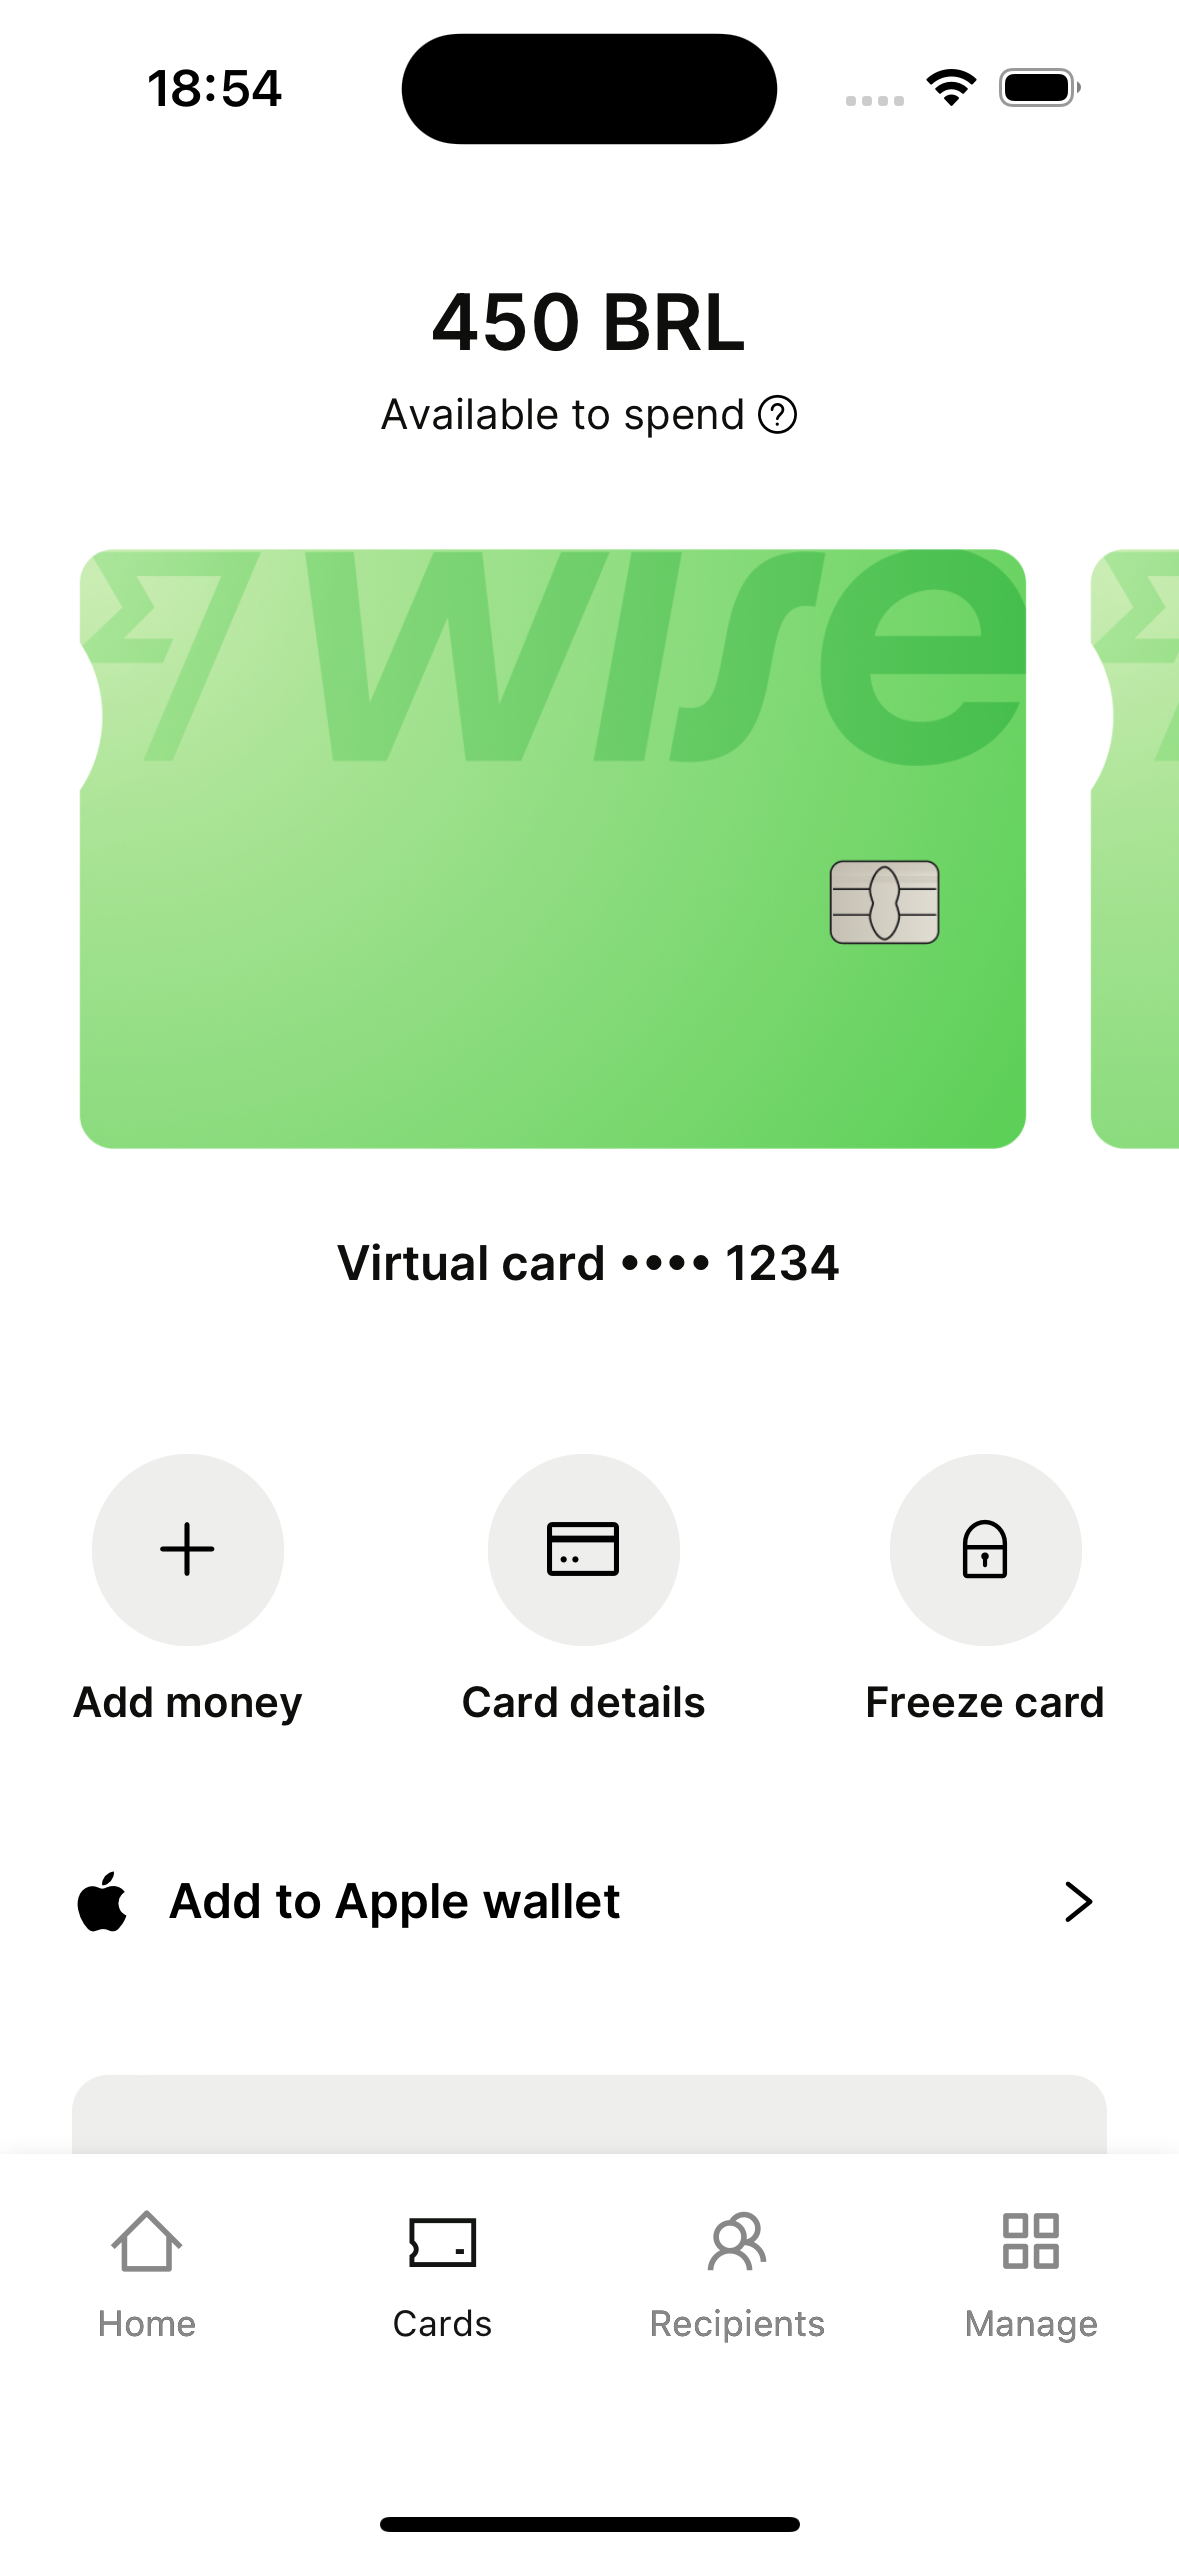 18:54
450 BRL
Available to spend ?
wise
Virtual card •••• 1234
Add money
Card details
Freeze card
Add to Apple wallet
Home
Cards
Recipients
Manage